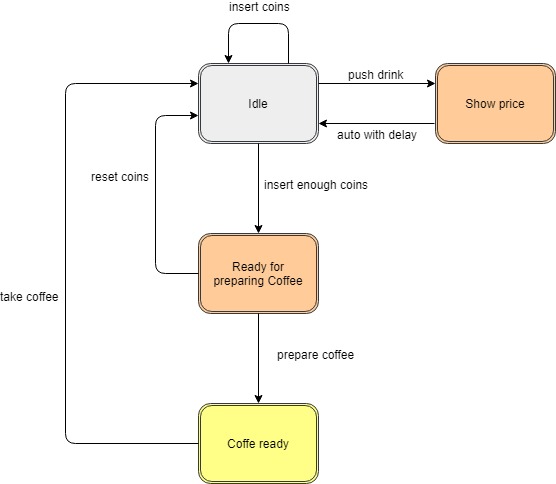 insert coins
push drink
Idle
Show price
auto with delay
reset coins
insert enough coins
Ready for
preparing Coffee
take coffee
prepare coffee
Coffe ready